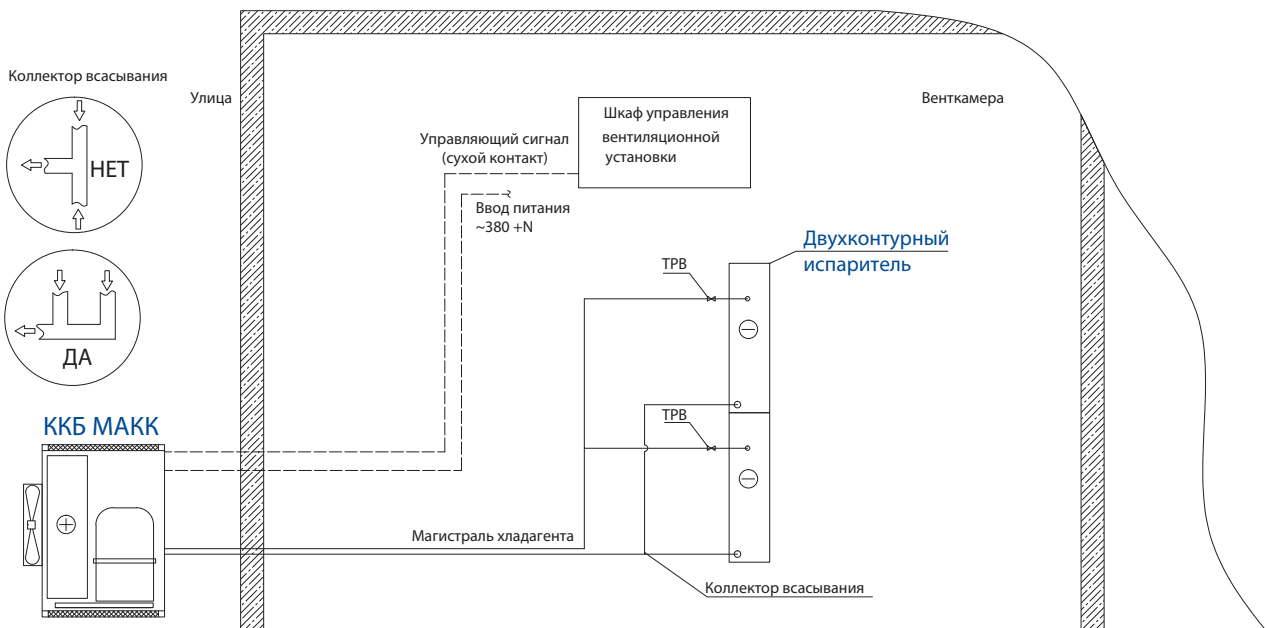 Коллектор всасывания
НЕТ
ДА
ККБ МАКК
Улица
Управляющий сигнал
(сухой контакт)
Ввод питания
~380 +N
Шкаф управления
вентиляционной
установки
Венткамера
Двухконтурный
испаритель
ТРВ
ТРВ
Магистраль хладагента
Коллектор всасывания